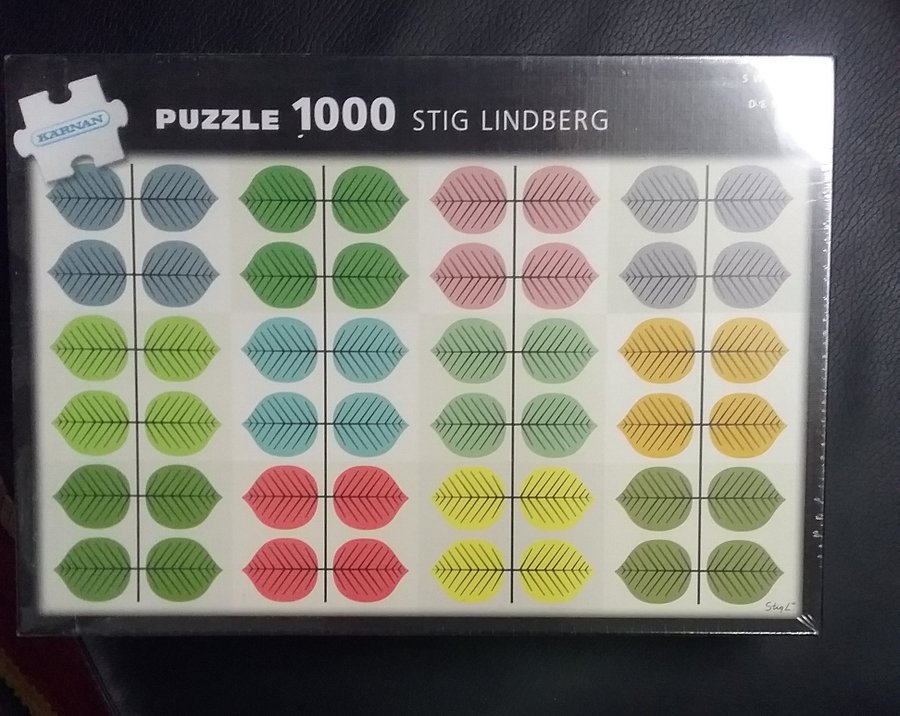 KARNAN
PUZZLE 1000 STIG LINDBERG
Stig L